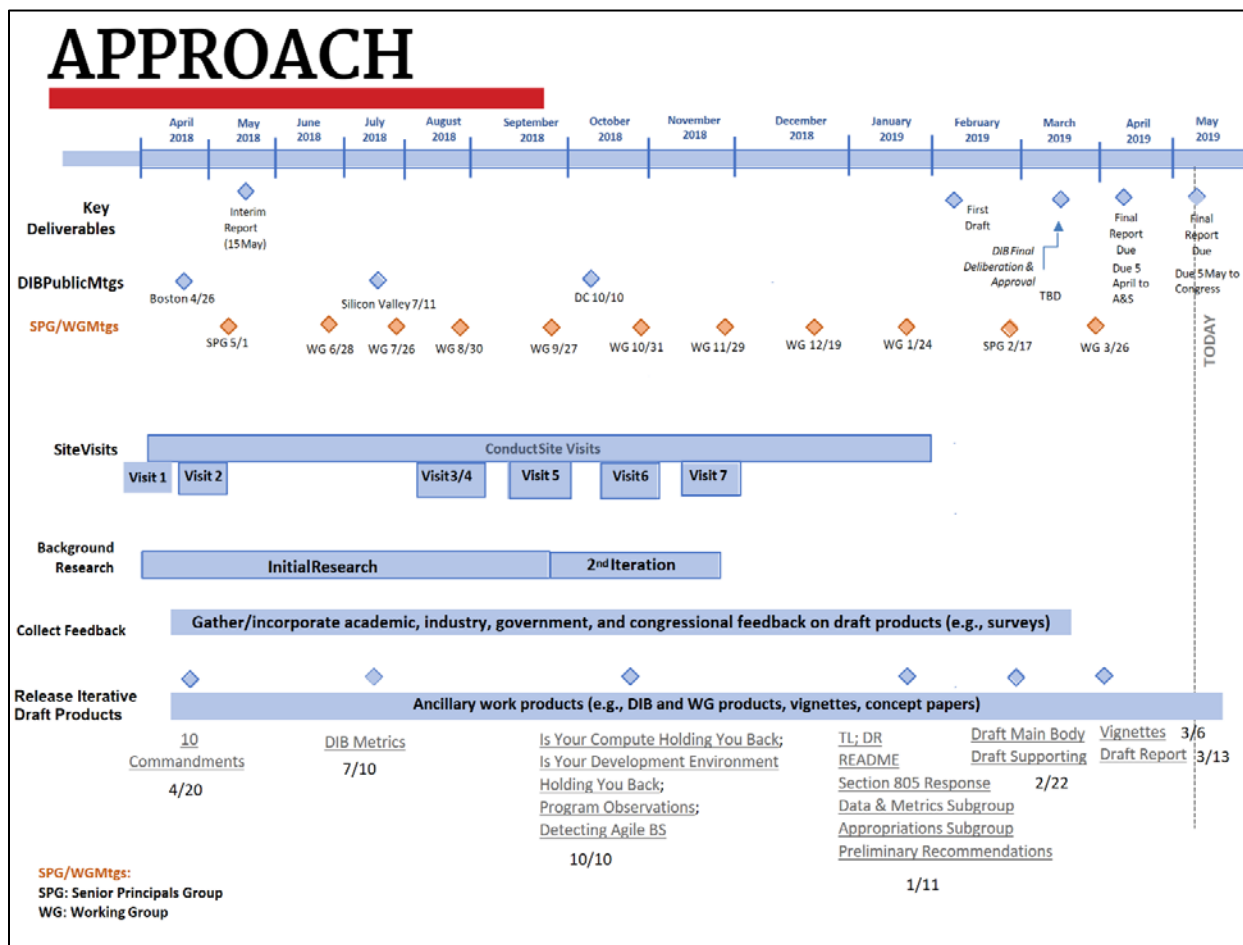 APPROACH
April 2018
May 2018
June 2018
July 2018
August 2018
September 2018
October 2018
November 2018
December 2018
January 2019
February 2019
March 2019
April 2019
May 2019
Key
Deliverables
Interim
Report
(15 May)
First
Draft
DIB Final
Deliberation &
Approval
TBD
Final
Report
Due
Due 5
April to
A&S
Final
Report
Due
Due 5 May to
Congress
DIBPublicMtgs
Boston 4/26
Silicon Valley 7/11
DC 10/10
SPG/WGMtgs
SPG 5/1
WG 6/28
WG 7/26
WG 8/30
WG 9/27
WG 10/31
WG 11/29
WG 12/19
WG 1/24
SPG 2/17
WG 3/26
TODAY
SiteVisits
ConductSite Visits
Visit 1
Visit 2
Visit3/4
Visit 5
Visit6
Visit 7
Background
Research
InitialResearch
2nd Iteration
Collect Feedback
Gather/incorporate academic, industry, government, and congressional feedback on draft products (e.g., surveys)
Release Iterative
Draft Products
Ancillary work products (e.g., DIB and WG products, vignettes, concept papers)
10
Commandments
4/20
DIB Metrics
7/10
Is Your Compute Holding You Back;
Is Your Development Environment
Holding You Back;
Program Observations;
Detecting Agile BS
10/10
TL; DR
README
Section 805 Response
Data & Metrics Subgroup
Appropriations Subgroup
Preliminary Recommendations
1/11
Draft Main Body
Draft Supporting
2/22
Vignettes 3/6
Draft Report 3/13
SPG/WGMtgs:
SPG: Senior Principals Group
WG: Working Group